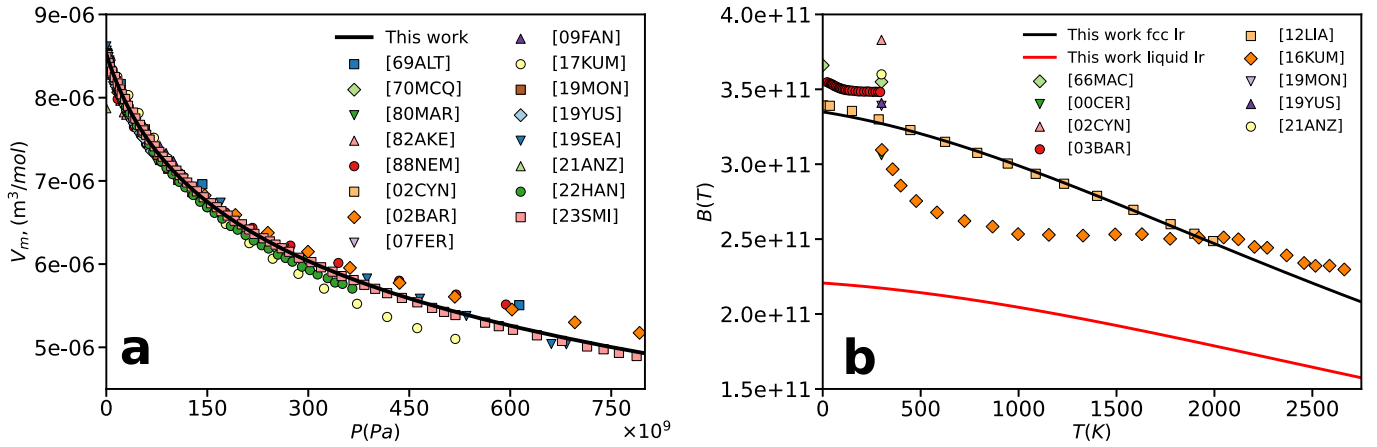 9e-06
8e-06
7e-06
6e-06
5e-06
V_m, (m^3/mol)
This work
[69ALT]
[70MCQ]
[80MAR]
[82AKE]
[88NEM]
[02CYN]
[02BAR]
[07FER]
[09FAN]
[17KUM]
[19MON]
[19YUS]
[19SEA]
[21ANZ]
[22HAN]
[23SMI]
a
0 150 300 450 600 750
P(Pa) ×10^9
4.0e+11
3.5e+11
3.0e+11
2.5e+11
2.0e+11
1.5e+11
B(T)
This work fcc Ir
This work liquid Ir
[66MAC]
[00CER]
[02CYN]
[03BAR]
[12LIA]
[16KUM]
[19MON]
[19YUS]
[21ANZ]
b
0 500 1000 1500 2000 2500
T(K)